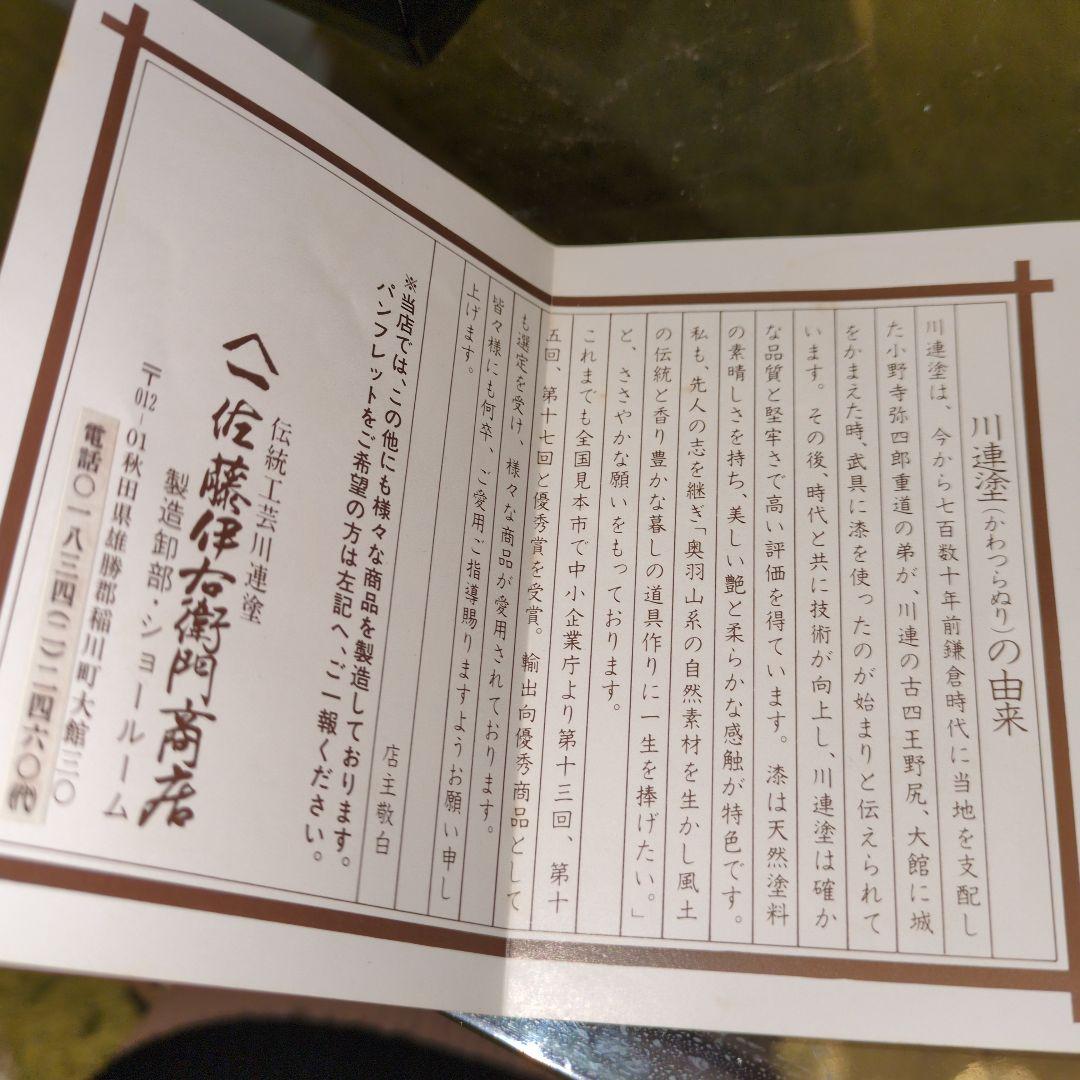 川連塗(かわつらぬり)の由来
川連塗は、今から七百数十年前鎌倉時代に当地を支配し
た小野寺弥四郎重道の弟が、川連の古四王野尻、大館に城
をかまえた時、武具に漆を使ったのが始まりと伝えられて
います。その後、時代と共に技術が向上し、川連塗は確か
な品質と堅牢さで高い評価を得ています。漆は天然塗料
の素晴しさを持ち、美しい艶と柔らかな感触が特色です。
私も、先人の志を継ぎ「奥羽山系の自然素材を生かし風土
の伝統と香り豊かな暮しの道具作りに一生を捧げたい。」
と、ささやかな願いをもっております。
これまでも全国見本市で中小企業庁より第十三回、第十
五回、第十七回と優秀賞を受賞。輸出向優秀商品として
も選定を受け、様々な商品が愛用されております。
皆々様にも何卒、ご愛用ご指導賜りますようお願い申し
上げます。
店主敬白
※当店では、この他にも様々な商品を製造しております。
パンフレットをご希望の方は左記へ、ご一報ください。
伝統工芸川連塗
佐藤伊右衛門商店
製造卸部・ショールーム
〒012-01秋田県雄勝郡稲川町大館三〇
電話〇一八三四(二)二四六〇代